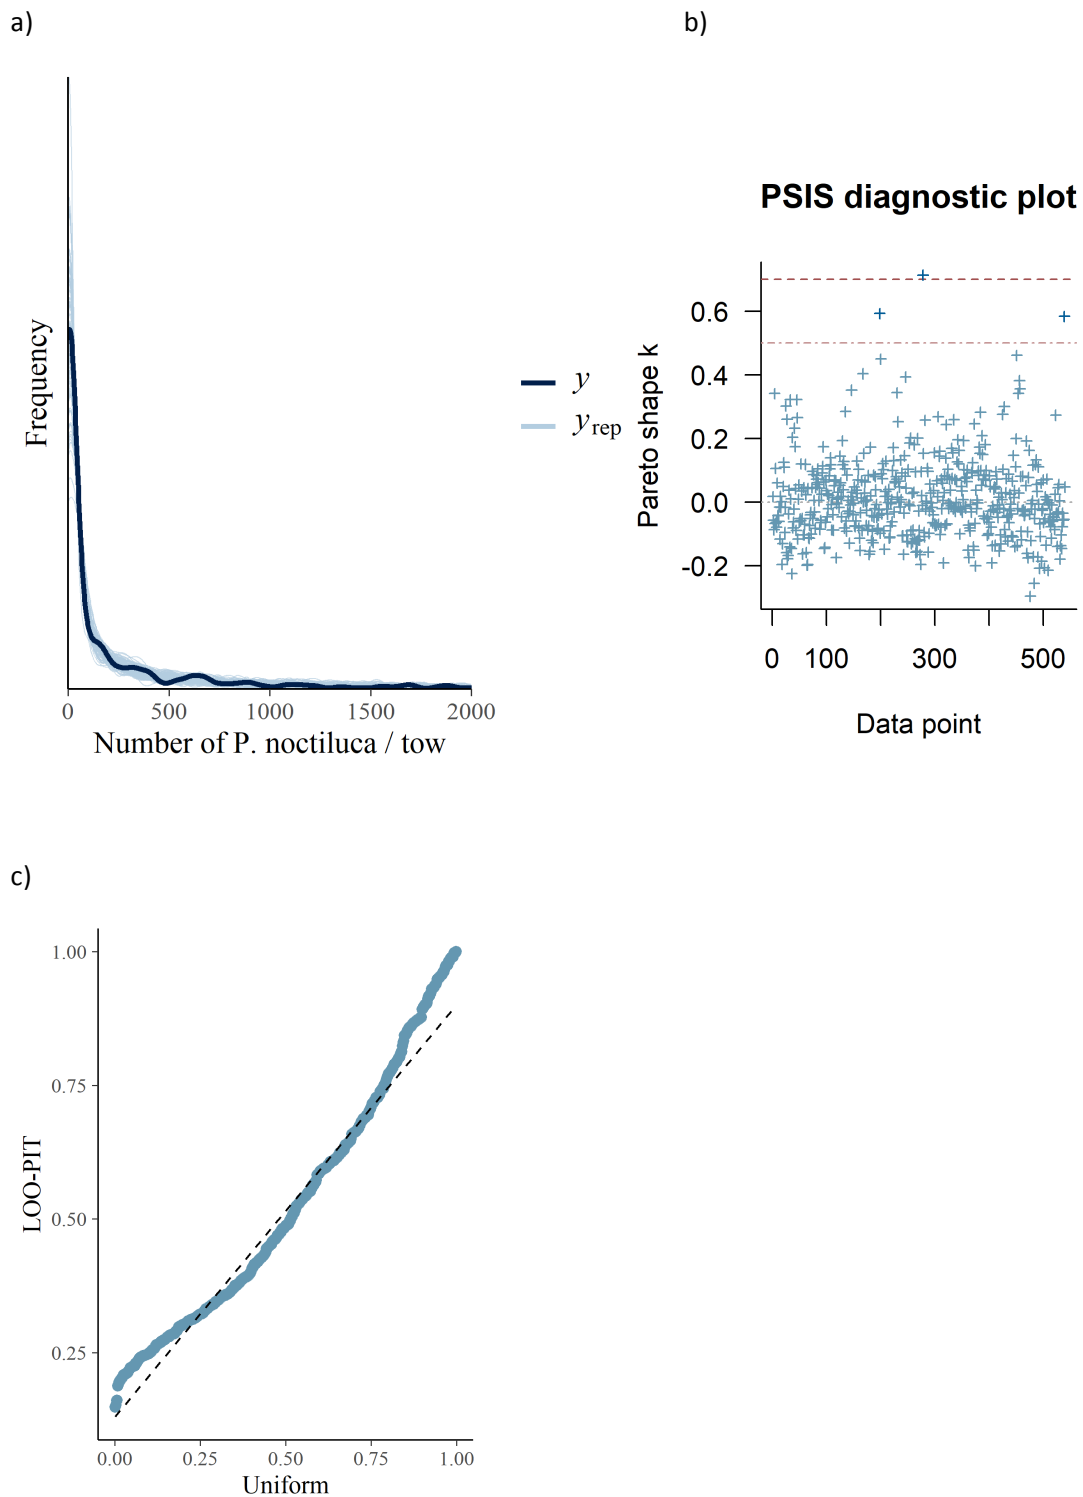 a)
b)
Frequency
y
yrep
0 500 1000 1500 2000
Number of P. noctiluca / tow
PSIS diagnostic plot
Pareto shape k
0.6
0.4
0.2
0.0
-0.2
0 100 300 500
Data point
c)
LOO-PIT
1.00
0.75
0.50
0.25
0.00 0.25 0.50 0.75 1.00
Uniform